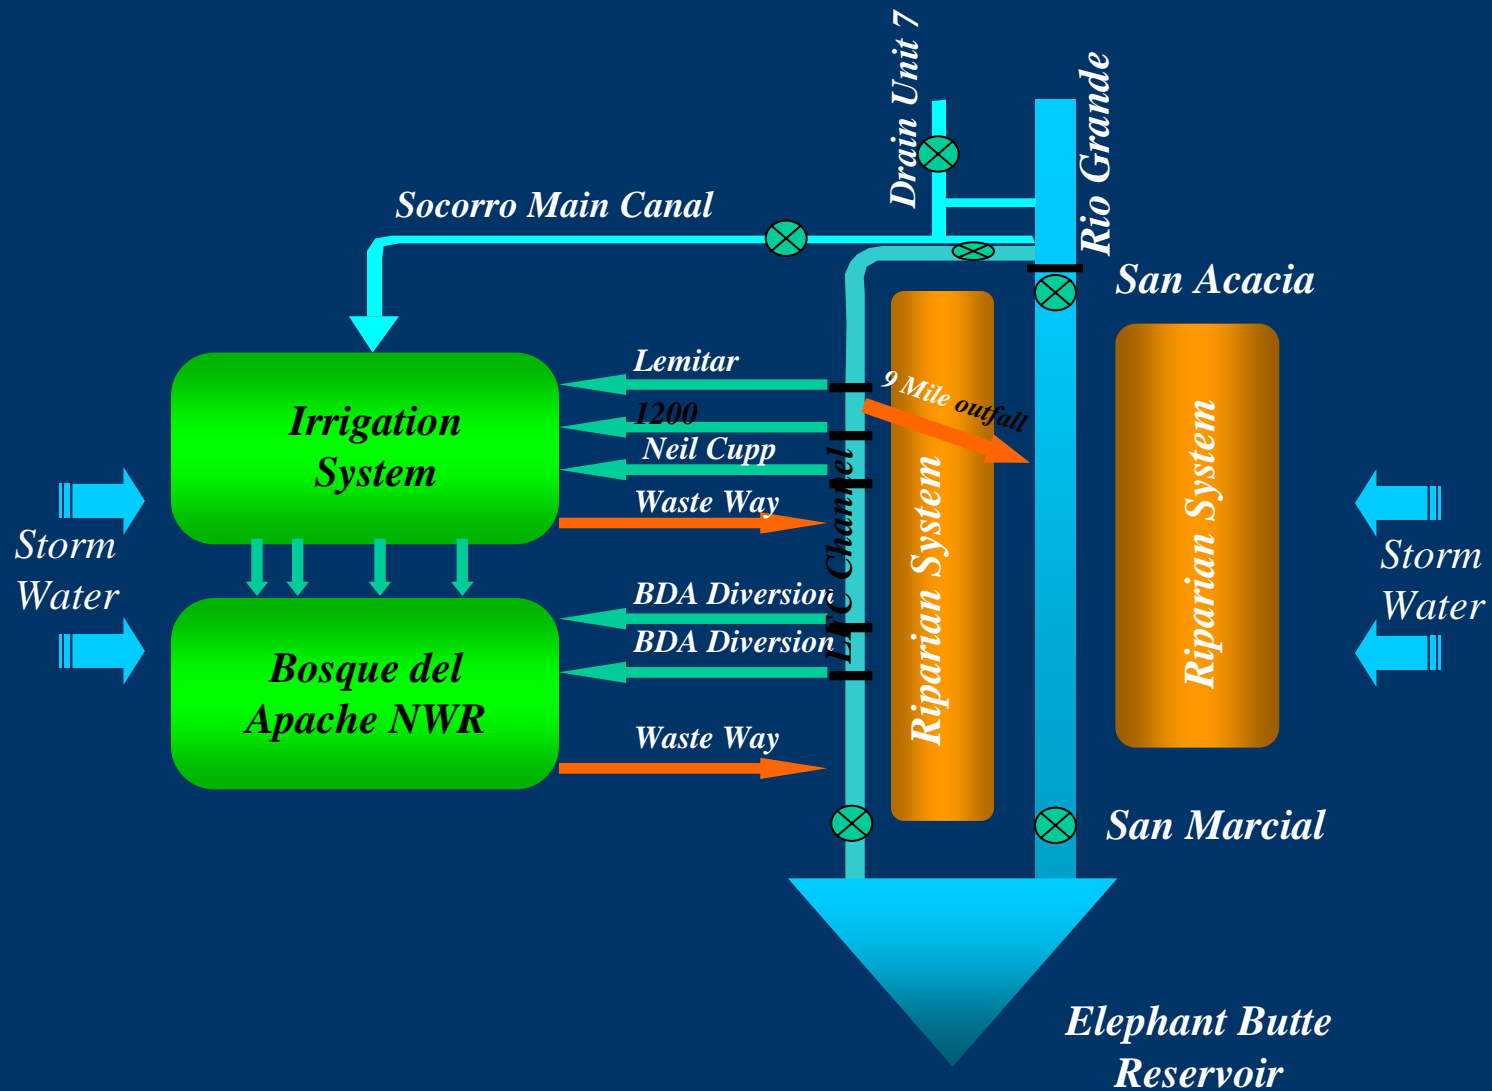 Drain Unit 7
Rio Grande
Socorro Main Canal
San Acacia
Lemitar
9 Mile outfall
1200
Irrigation
System
Neil Cupp
Waste Way
LFC Channel
Riparian System
Riparian System
Storm
Water
Storm
Water
BDA Diversion
BDA Diversion
Bosque del
Apache NWR
Waste Way
San Marcial
Elephant Butte
Reservoir